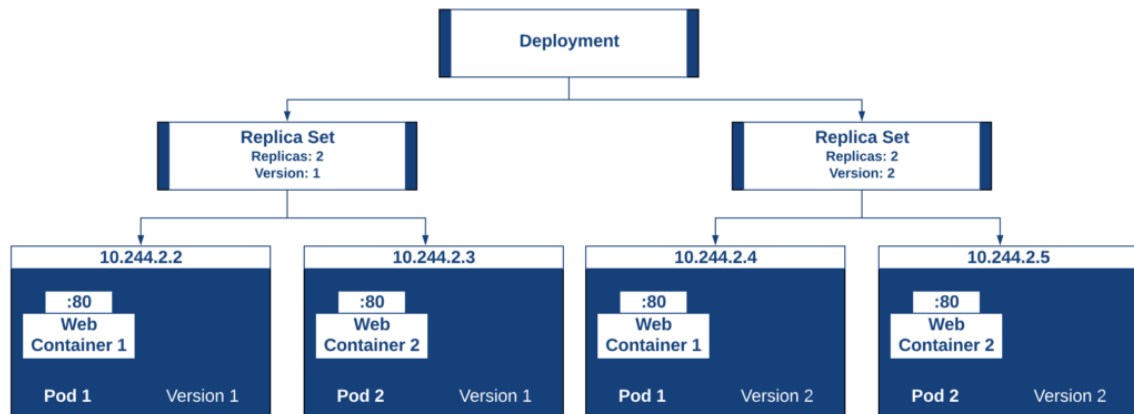 Deployment
Replica Set
Replicas: 2
Version: 1
Replica Set
Replicas: 2
Version: 2
10.244.2.2
:80
Web
Container 1
Pod 1 Version 1
10.244.2.3
:80
Web
Container 2
Pod 2 Version 1
10.244.2.4
:80
Web
Container 1
Pod 1 Version 2
10.244.2.5
:80
Web
Container 2
Pod 2 Version 2